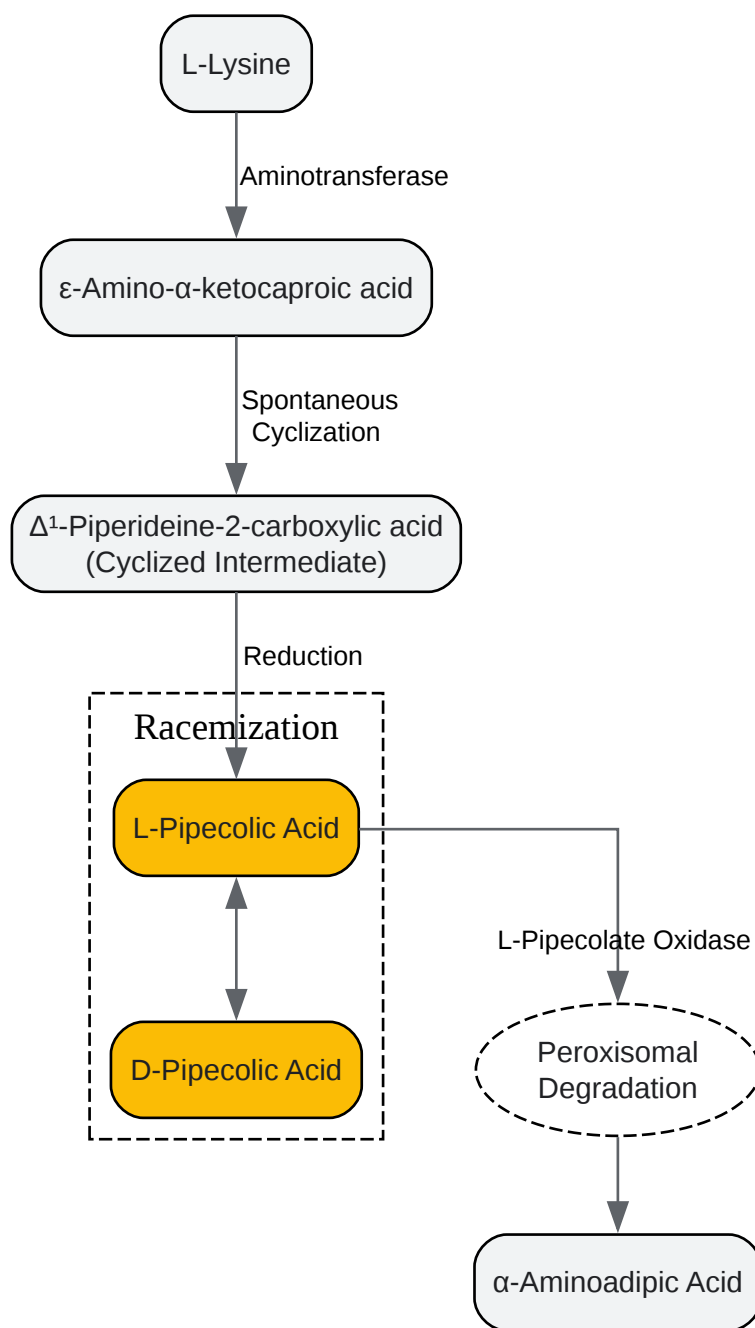 L-Lysine
Aminotransferase
ε-Amino-α-ketocaproic acid
Spontaneous
Cyclization
Δ¹-Piperideine-2-carboxylic acid
(Cyclized Intermediate)
Reduction
Racemization
L-Pipecolic Acid
L-Pipecolate Oxidase
D-Pipecolic Acid
Peroxisomal
Degradation
α-Aminoadipic Acid